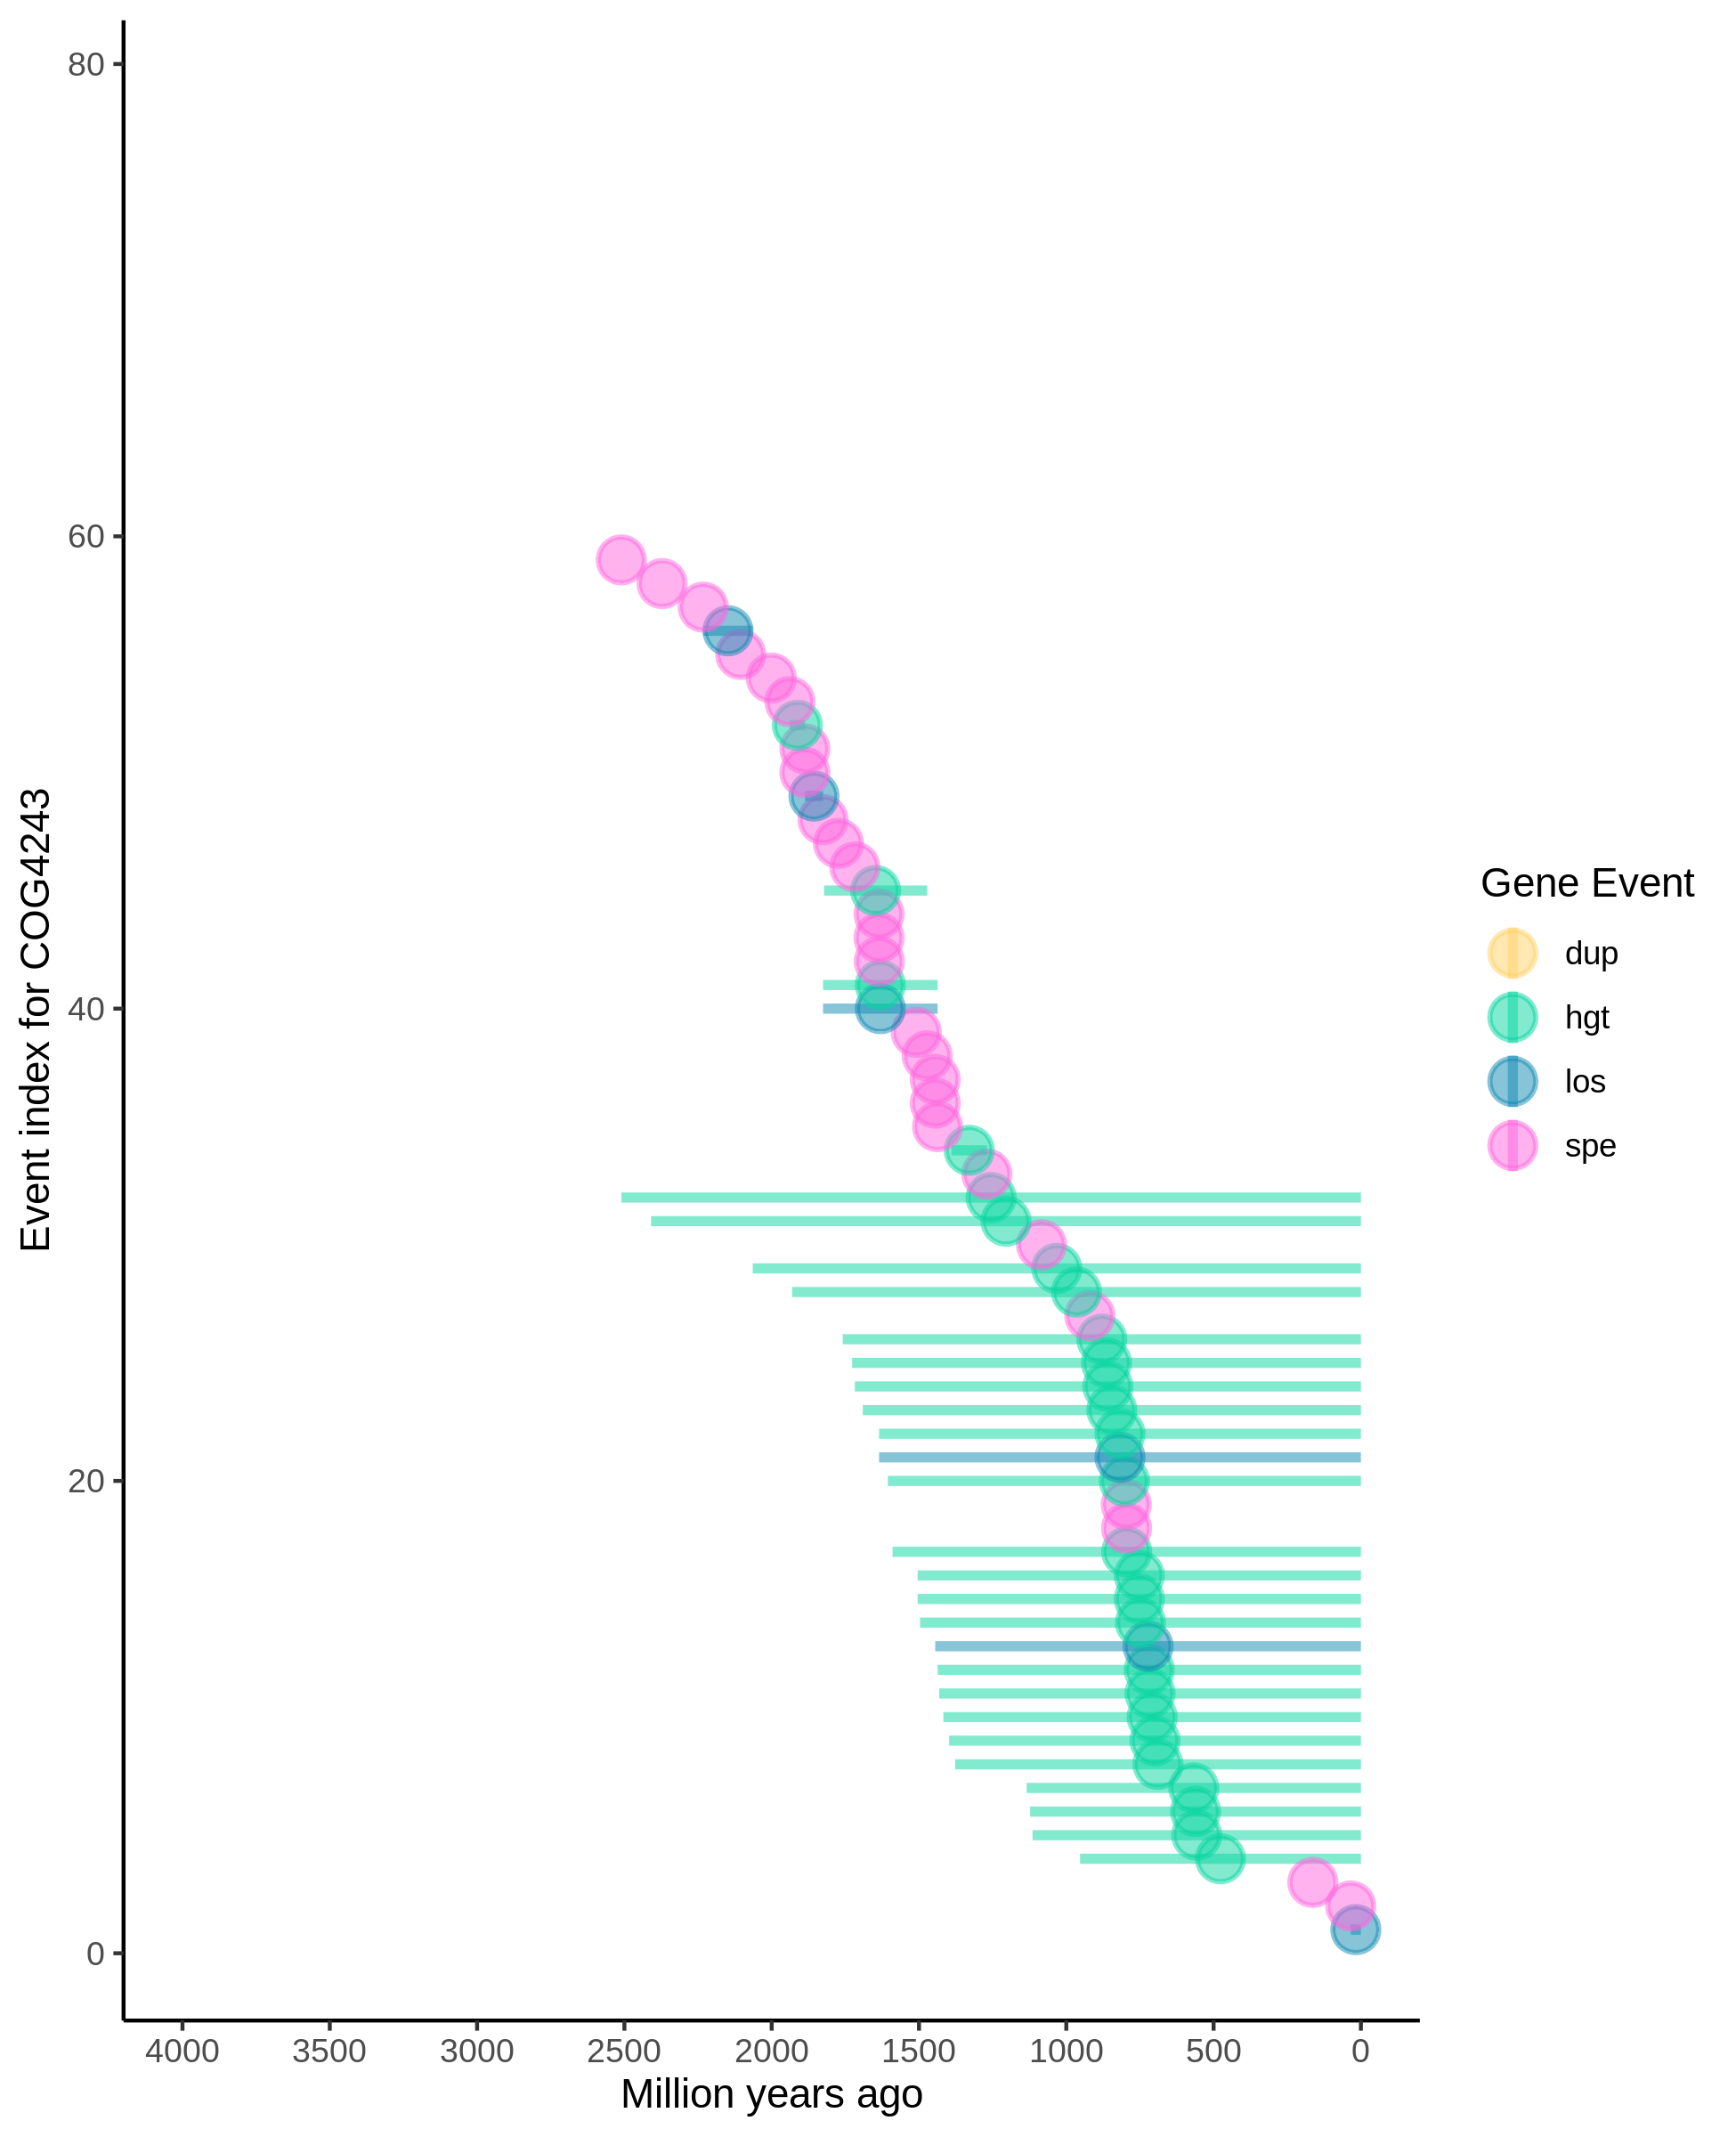 80
60
40
20
0
Event index for COG4243
4000 3500 3000 2500 2000 1500 1000 500 0
Million years ago
Gene Event
dup
hgt
los
spe